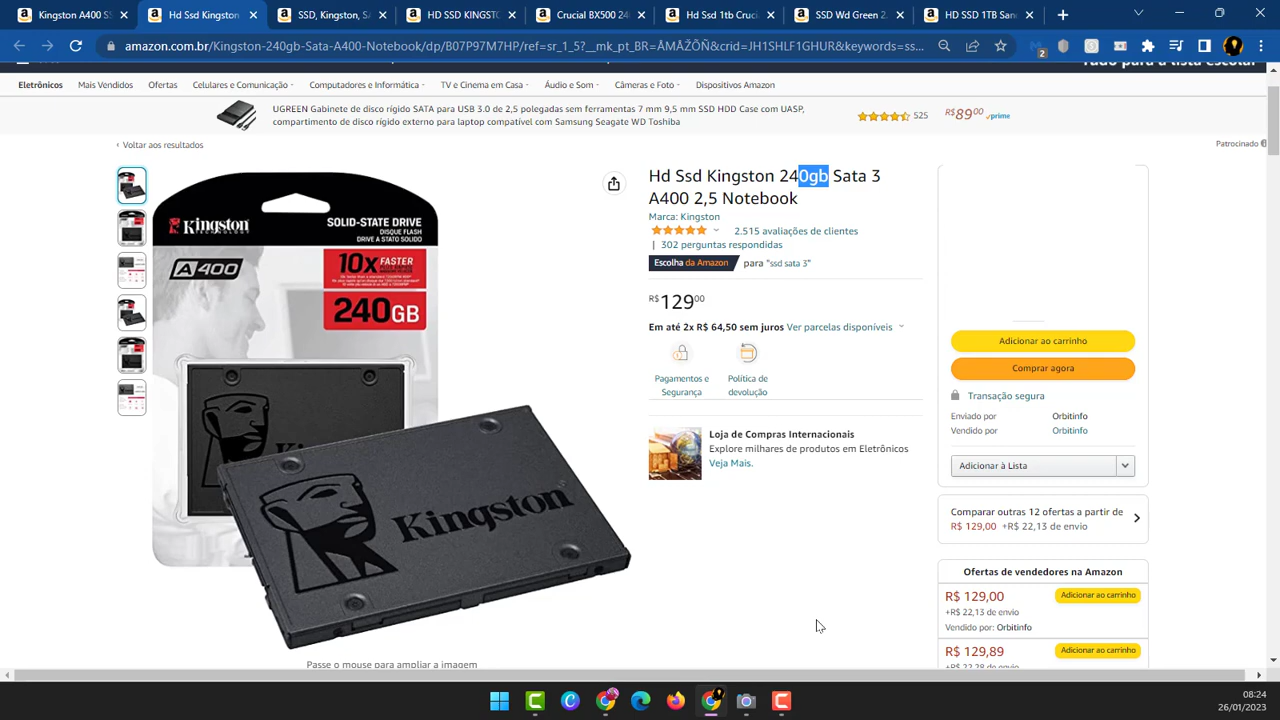 Kingston A400 SS
Hd Ssd Kingston
SSD, Kingston, SA
HD SSD KINGSTO
Crucial BX500 24
Hd Ssd 1tb Cruci
SSD Wd Green 2.
HD SSD 1TB San
amazon.com.br/Kingston-240gb-Sata-A400-Notebook/dp/B07P97M7HP/ref=sr_1_5?__mk_pt_BR=ÅMÅŽÕÑ&crid=JH1SHLF1GHUR&keywords=ss...
2
Eletrônicos Mais Vendidos Ofertas Celulares e Comunicação Computadores e Informática TV e Cinema em Casa Áudio e Som Câmeras e Foto Dispositivos Amazon
UGREEN Gabinete de disco rígido SATA para USB 3.0 de 2,5 polegadas sem ferramentas 7 mm 9,5 mm SSD HDD Case com UASP,
compartimento de disco rígido externo para laptop compatível com Samsung Seagate WD Toshiba
525
R$89⁰⁰ prime
‹ Voltar aos resultados
Patrocinado
Kingston
TECHNOLOGY
SOLID-STATE DRIVE
DISQUE FLASH
DRIVE A STATO SOLIDO
A400
10x FASTER
240GB
Kingston
Passe o mouse para ampliar a imagem
Hd Ssd Kingston 240gb Sata 3
A400 2,5 Notebook
Marca: Kingston
2.515 avaliações de clientes
| 302 perguntas respondidas
Escolha da Amazon para "ssd sata 3"
R$129⁰⁰
Em até 2x R$ 64,50 sem juros Ver parcelas disponíveis
Pagamentos e
Segurança
Política de
devolução
Loja de Compras Internacionais
Explore milhares de produtos em Eletrônicos
Veja Mais.
Adicionar ao carrinho
Comprar agora
Transação segura
Enviado por Orbitinfo
Vendido por Orbitinfo
Adicionar à Lista
Comparar outras 12 ofertas a partir de
R$ 129,00 +R$ 22,13 de envio
Ofertas de vendedores na Amazon
R$ 129,00 Adicionar ao carrinho
+R$ 22,13 de envio
Vendido por: Orbitinfo
R$ 129,89 Adicionar ao carrinho
08:24
26/01/2023